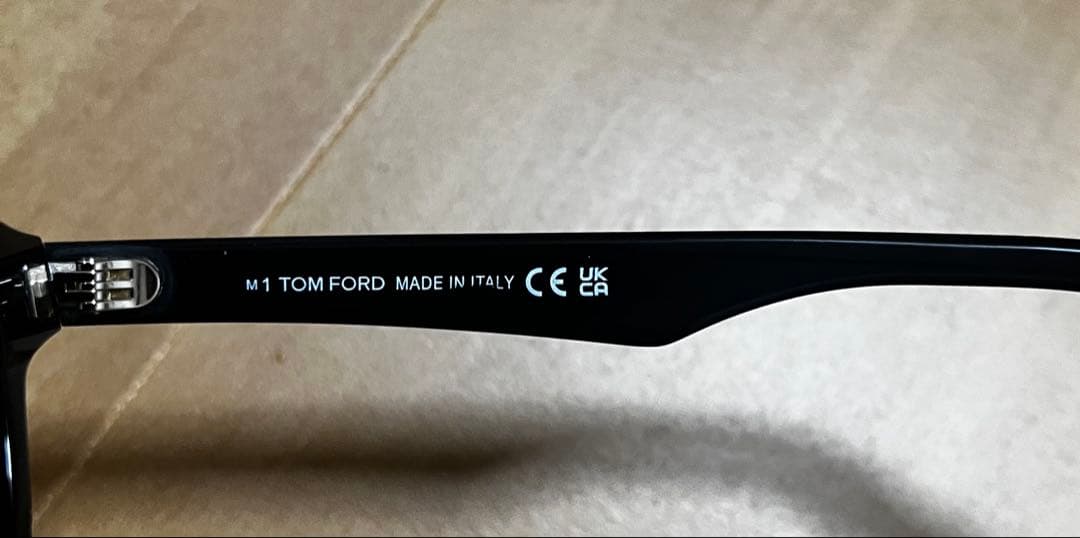 M1 TOM FORD MADE IN ITALY CE UK
CA